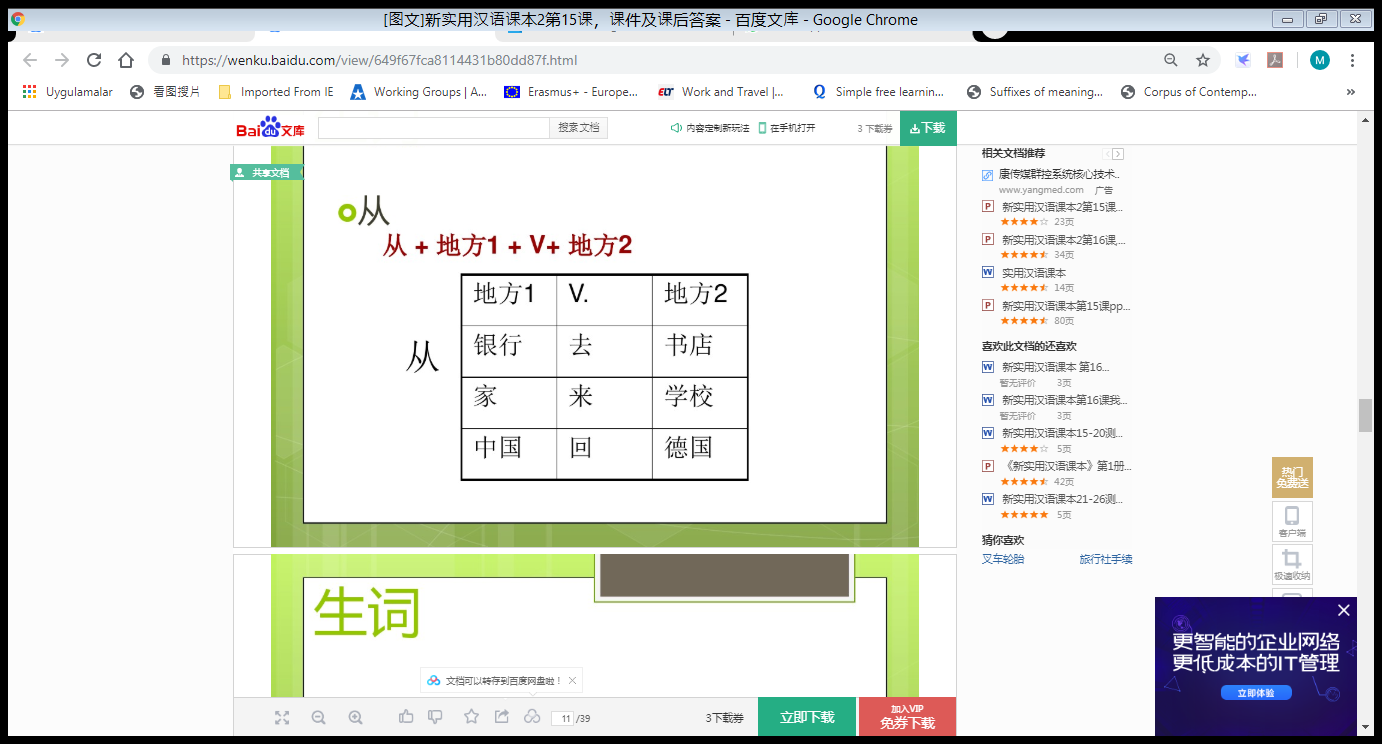 [图文]新实用汉语课本2第15课，课件及课后答案 - 百度文库 - Google Chrome
https://wenku.baidu.com/view/649f67fca8114431b80dd87f.html
M
Uygulamalar 看图搜片 Imported From IE Working Groups | A... Erasmus+ - Europe... ELT Work and Travel |... Q Simple free learnin... Suffixes of meaning... Corpus of Contemp... »
Bai du 文库 搜索文档 内容定制新玩法 在手机打开 3 下载券 下载
共享文档
从
从 + 地方1 + V+ 地方2
地方1 V. 地方2
银行 去 书店
从
家 来 学校
中国 回 德国
生词
文档可以转存到百度网盘啦！
11 /39 3下载券 立即下载 加入VIP
免券下载
相关文档推荐
康传媒群控系统核心技术..
www.yangmed.com 广告
P 新实用汉语课本2第15课...
23页
P 新实用汉语课本2第16课,...
34页
W 实用汉语课本
14页
P 新实用汉语课本第15课pp...
80页
喜欢此文档的还喜欢
W 新实用汉语课本 第16...
暂无评价 3页
W 新实用汉语课本第16课我...
暂无评价 3页
W 新实用汉语课本15-20测...
5页
P 《新实用汉语课本》第1册...
42页
W 新实用汉语课本21-26测...
5页
猜你喜欢
叉车轮胎 旅行社手续
热门
免费送
客户端
极速收纳
更智能的企业网络
更低成本的IT管理
立即体验